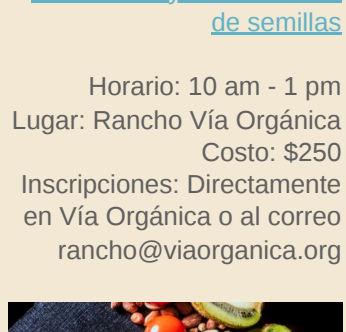 de semillas
Horario: 10 am - 1 pm
Lugar: Rancho Vía Orgánica
Costo: $250
Inscripciones: Directamente
en Vía Orgánica o al correo
rancho@viaorganica.org